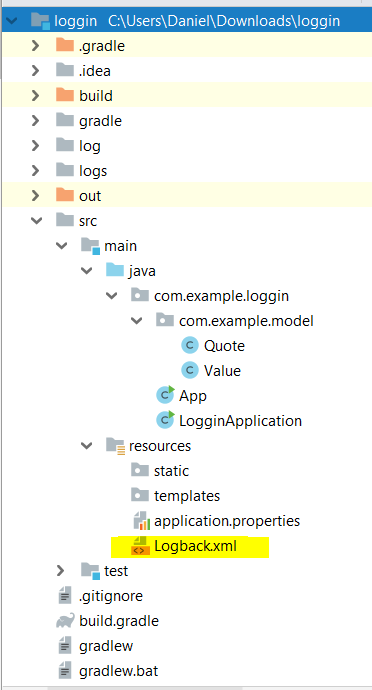 loggin C:\Users\Daniel\Downloads\loggin
.gradle
.idea
build
gradle
log
logs
out
src
main
java
com.example.loggin
com.example.model
Quote
Value
App
LogginApplication
resources
static
templates
application.properties
Logback.xml
test
.gitignore
build.gradle
gradlew
gradlew.bat